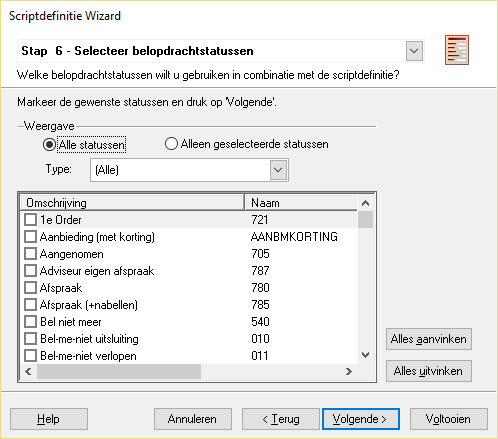 Scriptdefinitie Wizard
Stap 6 - Selecteer belopdrachtstatussen
Welke belopdrachtstatussen wilt u gebruiken in combinatie met de scriptdefinitie?
Markeer de gewenste statussen en druk op 'Volgende'.
Weergave
Alle statussen Alleen geselecteerde statussen
Type: (Alle)
Omschrijving Naam
1e Order 721
Aanbieding (met korting) AANBMKORTING
Aangenomen 705
Adviseur eigen afspraak 787
Afspraak 780
Afspraak (+nabellen) 785
Bel niet meer 540
Bel-me-niet uitsluiting 010
Bel-me-niet verlopen 011
Alles aanvinken
Alles uitvinken
Help Annuleren < Terug Volgende > Voltooien